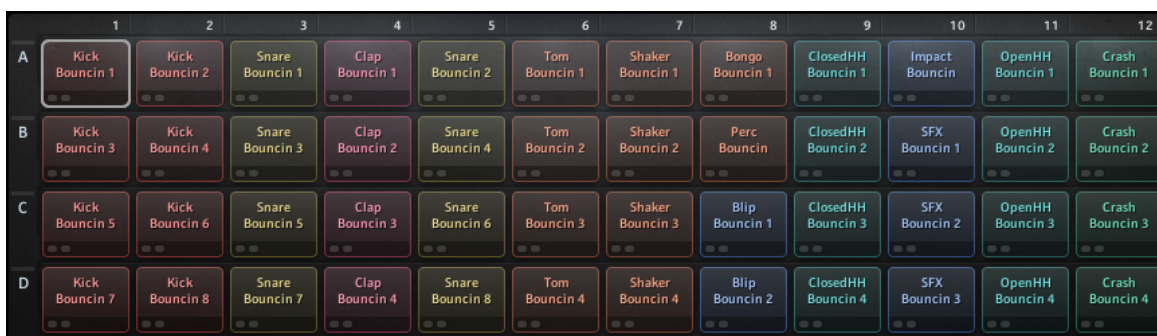 1 2 3 4 5 6 7 8 9 10 11 12
A
Kick Kick Snare Clap Snare Tom Shaker Bongo ClosedHH Impact OpenHH Crash
Bouncin 1 Bouncin 2 Bouncin 1 Bouncin 1 Bouncin 2 Bouncin 1 Bouncin 1 Bouncin 1 Bouncin 1 Bouncin Bouncin 1 Bouncin 1
B
Kick Kick Snare Clap Snare Tom Shaker Perc ClosedHH SFX OpenHH Crash
Bouncin 3 Bouncin 4 Bouncin 3 Bouncin 2 Bouncin 4 Bouncin 2 Bouncin 2 Bouncin Bouncin 2 Bouncin 1 Bouncin 2 Bouncin 2
C
Kick Kick Snare Clap Snare Tom Shaker Blip ClosedHH SFX OpenHH Crash
Bouncin 5 Bouncin 6 Bouncin 5 Bouncin 3 Bouncin 6 Bouncin 3 Bouncin 3 Bouncin 1 Bouncin 3 Bouncin 2 Bouncin 3 Bouncin 3
D
Kick Kick Snare Clap Snare Tom Shaker Blip ClosedHH SFX OpenHH Crash
Bouncin 7 Bouncin 8 Bouncin 7 Bouncin 4 Bouncin 8 Bouncin 4 Bouncin 4 Bouncin 2 Bouncin 4 Bouncin 3 Bouncin 4 Bouncin 4